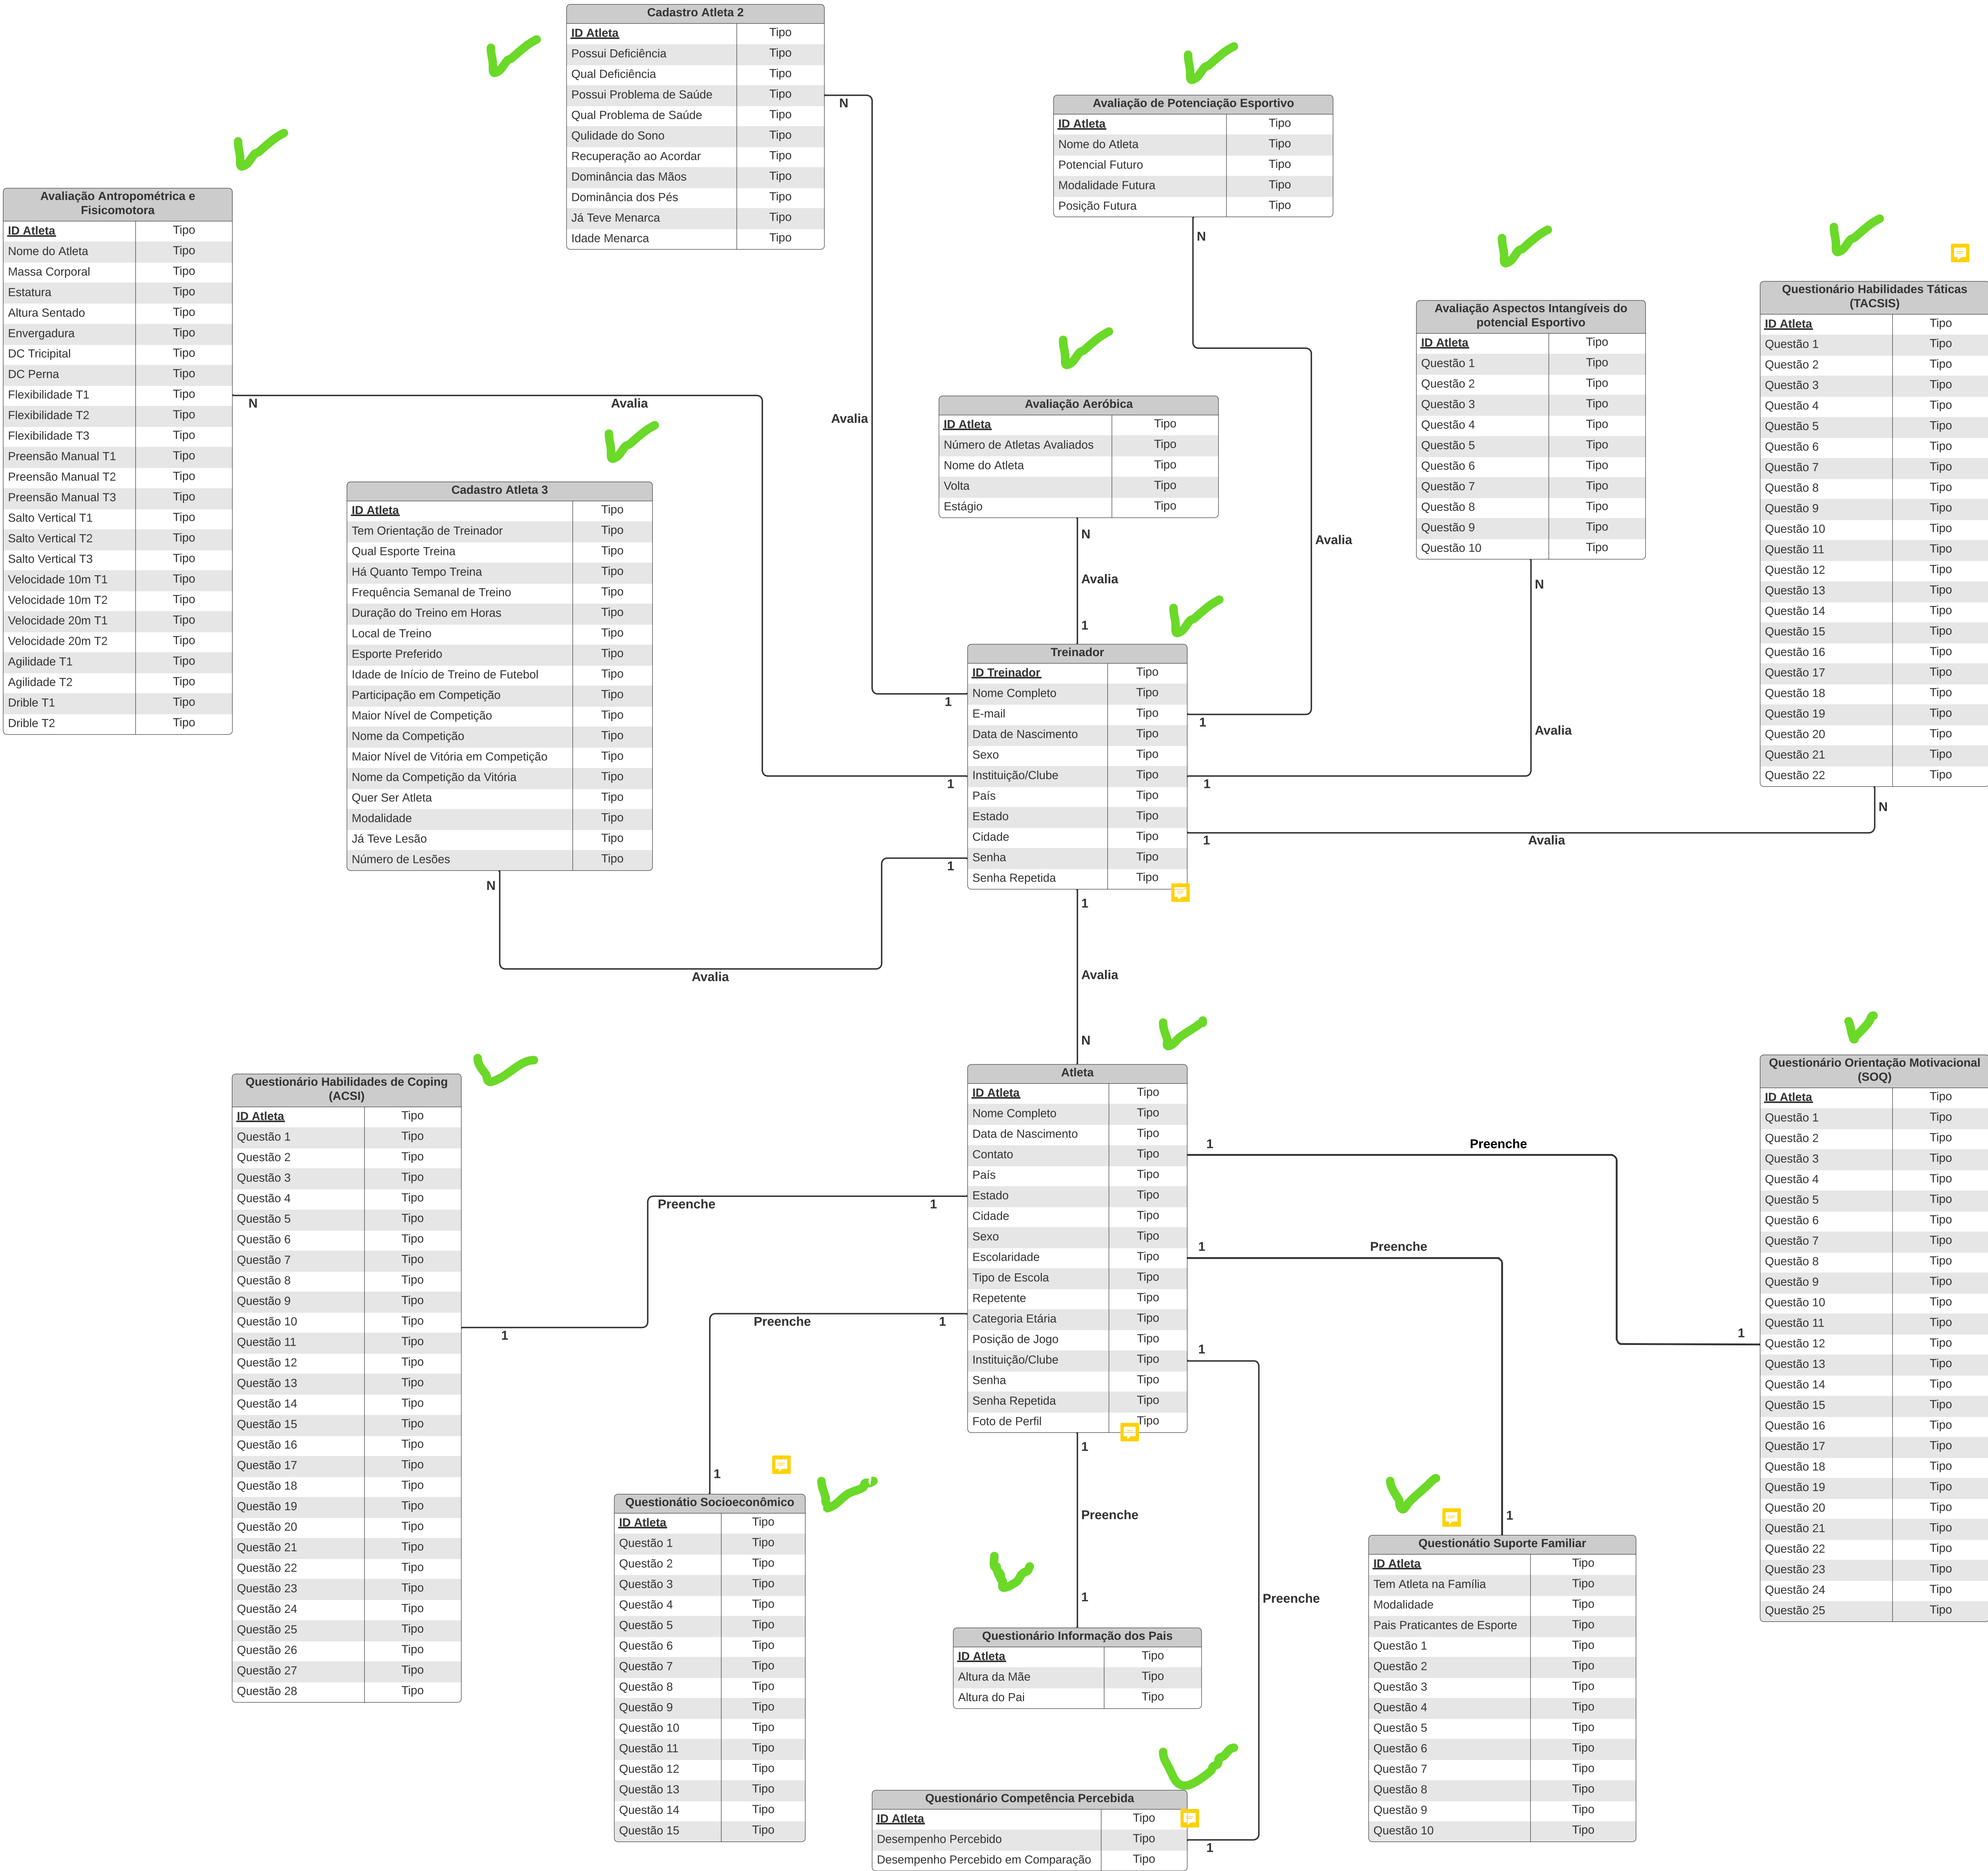 Cadastro Atleta 2
ID Atleta Tipo
Possui Deficiência Tipo
Qual Deficiência Tipo
Possui Problema de Saúde Tipo
Qual Problema de Saúde Tipo
Qulidade do Sono Tipo
Recuperação ao Acordar Tipo
Dominância das Mãos Tipo
Dominância dos Pés Tipo
Já Teve Menarca Tipo
Idade Menarca Tipo
N
Avalia
1
Avaliação de Potenciação Esportivo
ID Atleta Tipo
Nome do Atleta Tipo
Potencial Futuro Tipo
Modalidade Futura Tipo
Posição Futura Tipo
N
Avalia
1
Avaliação Antropométrica e
Fisicomotora
ID Atleta Tipo
Nome do Atleta Tipo
Massa Corporal Tipo
Estatura Tipo
Altura Sentado Tipo
Envergadura Tipo
DC Tricipital Tipo
DC Perna Tipo
Flexibilidade T1 Tipo
Flexibilidade T2 Tipo
Flexibilidade T3 Tipo
Preensão Manual T1 Tipo
Preensão Manual T2 Tipo
Preensão Manual T3 Tipo
Salto Vertical T1 Tipo
Salto Vertical T2 Tipo
Salto Vertical T3 Tipo
Velocidade 10m T1 Tipo
Velocidade 10m T2 Tipo
Velocidade 20m T1 Tipo
Velocidade 20m T2 Tipo
Agilidade T1 Tipo
Agilidade T2 Tipo
Drible T1 Tipo
Drible T2 Tipo
N
Avalia
1
Avaliação Aspectos Intangíveis do
potencial Esportivo
ID Atleta Tipo
Questão 1 Tipo
Questão 2 Tipo
Questão 3 Tipo
Questão 4 Tipo
Questão 5 Tipo
Questão 6 Tipo
Questão 7 Tipo
Questão 8 Tipo
Questão 9 Tipo
Questão 10 Tipo
N
Avalia
1
Questionário Habilidades Táticas
(TACSIS)
ID Atleta Tipo
Questão 1 Tipo
Questão 2 Tipo
Questão 3 Tipo
Questão 4 Tipo
Questão 5 Tipo
Questão 6 Tipo
Questão 7 Tipo
Questão 8 Tipo
Questão 9 Tipo
Questão 10 Tipo
Questão 11 Tipo
Questão 12 Tipo
Questão 13 Tipo
Questão 14 Tipo
Questão 15 Tipo
Questão 16 Tipo
Questão 17 Tipo
Questão 18 Tipo
Questão 19 Tipo
Questão 20 Tipo
Questão 21 Tipo
Questão 22 Tipo
N
Avalia
1
Avaliação Aeróbica
ID Atleta Tipo
Número de Atletas Avaliados Tipo
Nome do Atleta Tipo
Volta Tipo
Estágio Tipo
N
Avalia
1
Cadastro Atleta 3
ID Atleta Tipo
Tem Orientação de Treinador Tipo
Qual Esporte Treina Tipo
Há Quanto Tempo Treina Tipo
Frequência Semanal de Treino Tipo
Duração do Treino em Horas Tipo
Local de Treino Tipo
Esporte Preferido Tipo
Idade de Início de Treino de Futebol Tipo
Participação em Competição Tipo
Maior Nível de Competição Tipo
Nome da Competição Tipo
Maior Nível de Vitória em Competição Tipo
Nome da Competição da Vitória Tipo
Quer Ser Atleta Tipo
Modalidade Tipo
Já Teve Lesão Tipo
Número de Lesões Tipo
N
Avalia
1
Treinador
ID Treinador Tipo
Nome Completo Tipo
E-mail Tipo
Data de Nascimento Tipo
Sexo Tipo
Instituição/Clube Tipo
País Tipo
Estado Tipo
Cidade Tipo
Senha Tipo
Senha Repetida Tipo
1
Avalia
N
Atleta
ID Atleta Tipo
Nome Completo Tipo
Data de Nascimento Tipo
Contato Tipo
País Tipo
Estado Tipo
Cidade Tipo
Sexo Tipo
Escolaridade Tipo
Tipo de Escola Tipo
Repetente Tipo
Categoria Etária Tipo
Posição de Jogo Tipo
Instituição/Clube Tipo
Senha Tipo
Senha Repetida Tipo
Foto de Perfil Tipo
Questionário Habilidades de Coping
(ACSI)
ID Atleta Tipo
Questão 1 Tipo
Questão 2 Tipo
Questão 3 Tipo
Questão 4 Tipo
Questão 5 Tipo
Questão 6 Tipo
Questão 7 Tipo
Questão 8 Tipo
Questão 9 Tipo
Questão 10 Tipo
Questão 11 Tipo
Questão 12 Tipo
Questão 13 Tipo
Questão 14 Tipo
Questão 15 Tipo
Questão 16 Tipo
Questão 17 Tipo
Questão 18 Tipo
Questão 19 Tipo
Questão 20 Tipo
Questão 21 Tipo
Questão 22 Tipo
Questão 23 Tipo
Questão 24 Tipo
Questão 25 Tipo
Questão 26 Tipo
Questão 27 Tipo
Questão 28 Tipo
1
Preenche
1
Questionário Orientação Motivacional
(SOQ)
ID Atleta Tipo
Questão 1 Tipo
Questão 2 Tipo
Questão 3 Tipo
Questão 4 Tipo
Questão 5 Tipo
Questão 6 Tipo
Questão 7 Tipo
Questão 8 Tipo
Questão 9 Tipo
Questão 10 Tipo
Questão 11 Tipo
Questão 12 Tipo
Questão 13 Tipo
Questão 14 Tipo
Questão 15 Tipo
Questão 16 Tipo
Questão 17 Tipo
Questão 18 Tipo
Questão 19 Tipo
Questão 20 Tipo
Questão 21 Tipo
Questão 22 Tipo
Questão 23 Tipo
Questão 24 Tipo
Questão 25 Tipo
1
Preenche
1
Questionátio Socioeconômico
ID Atleta Tipo
Questão 1 Tipo
Questão 2 Tipo
Questão 3 Tipo
Questão 4 Tipo
Questão 5 Tipo
Questão 6 Tipo
Questão 7 Tipo
Questão 8 Tipo
Questão 9 Tipo
Questão 10 Tipo
Questão 11 Tipo
Questão 12 Tipo
Questão 13 Tipo
Questão 14 Tipo
Questão 15 Tipo
1
Preenche
1
Questionátio Suporte Familiar
ID Atleta Tipo
Tem Atleta na Família Tipo
Modalidade Tipo
Pais Praticantes de Esporte Tipo
Questão 1 Tipo
Questão 2 Tipo
Questão 3 Tipo
Questão 4 Tipo
Questão 5 Tipo
Questão 6 Tipo
Questão 7 Tipo
Questão 8 Tipo
Questão 9 Tipo
Questão 10 Tipo
1
Preenche
1
Questionário Informação dos Pais
ID Atleta Tipo
Altura da Mãe Tipo
Altura do Pai Tipo
1
Preenche
1
Questionário Competência Percebida
ID Atleta Tipo
Desempenho Percebido Tipo
Desempenho Percebido em Comparação Tipo
1
Preenche
1